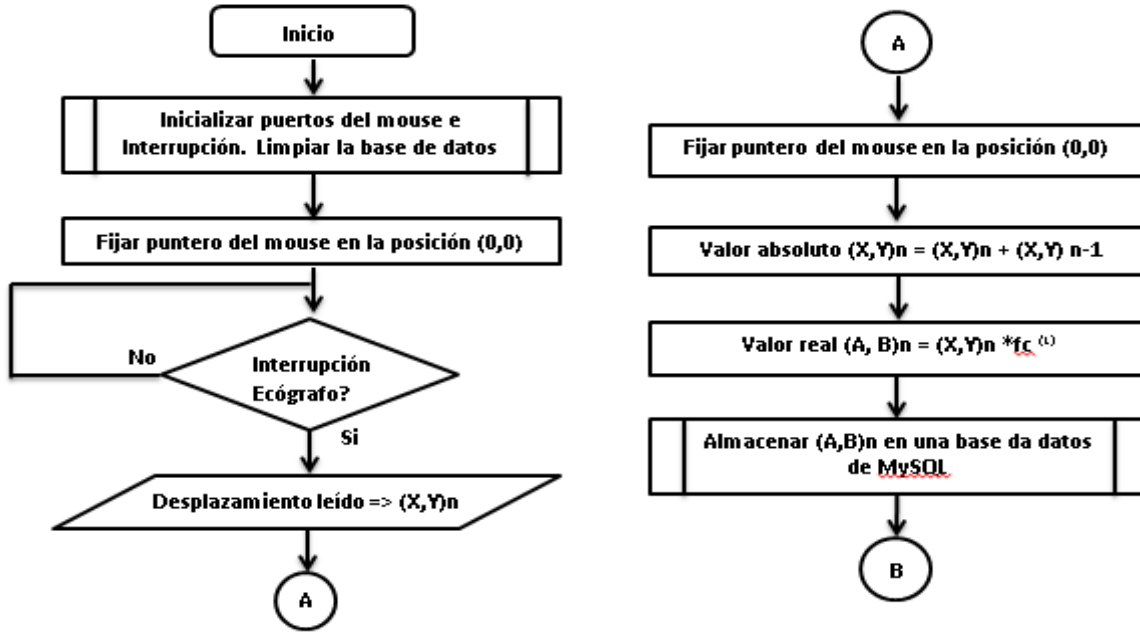 Inicio
Inicializar puertos del mouse e
Interrupción. Limpiar la base de datos
Fijar puntero del mouse en la posición (0,0)
No
Interrupción
Ecógrafo?
Si
Desplazamiento leído => (X,Y)n
A
A
Fijar puntero del mouse en la posición (0,0)
Valor absoluto (X,Y)n = (X,Y)n + (X,Y) n-1
Valor real (A, B)n = (X,Y)n *fc ⁽¹⁾
Almacenar (A,B)n en una base da datos
de MySQL
B